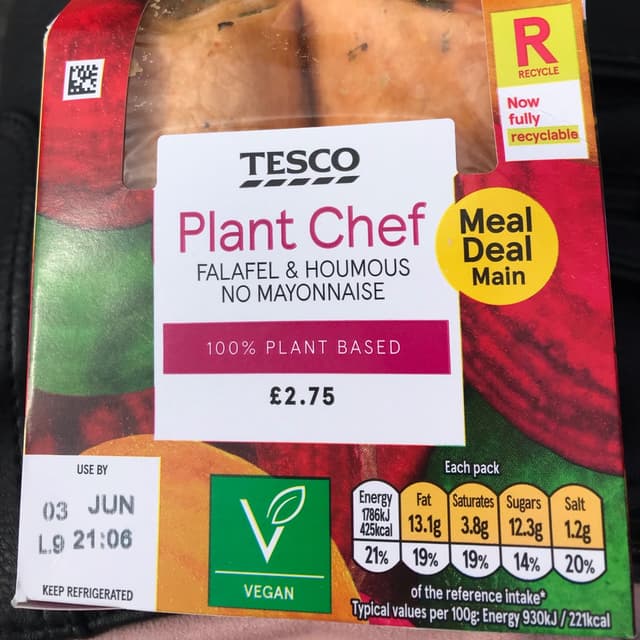 R
RECYCLE
Now
fully
recyclable
TESCO
Plant Chef
FALAFEL & HOUMOUS
NO MAYONNAISE
Meal
Deal
Main
100% PLANT BASED
£2.75
USE BY
03 JUN
L.9 21:06
KEEP REFRIGERATED
V
VEGAN
Each pack
Energy
1786kJ
425kcal
21%
Fat
13.1g
19%
Saturates
3.8g
19%
Sugars
12.3g
14%
Salt
1.2g
20%
of the reference intake*
Typical values per 100g: Energy 930kJ / 221kcal